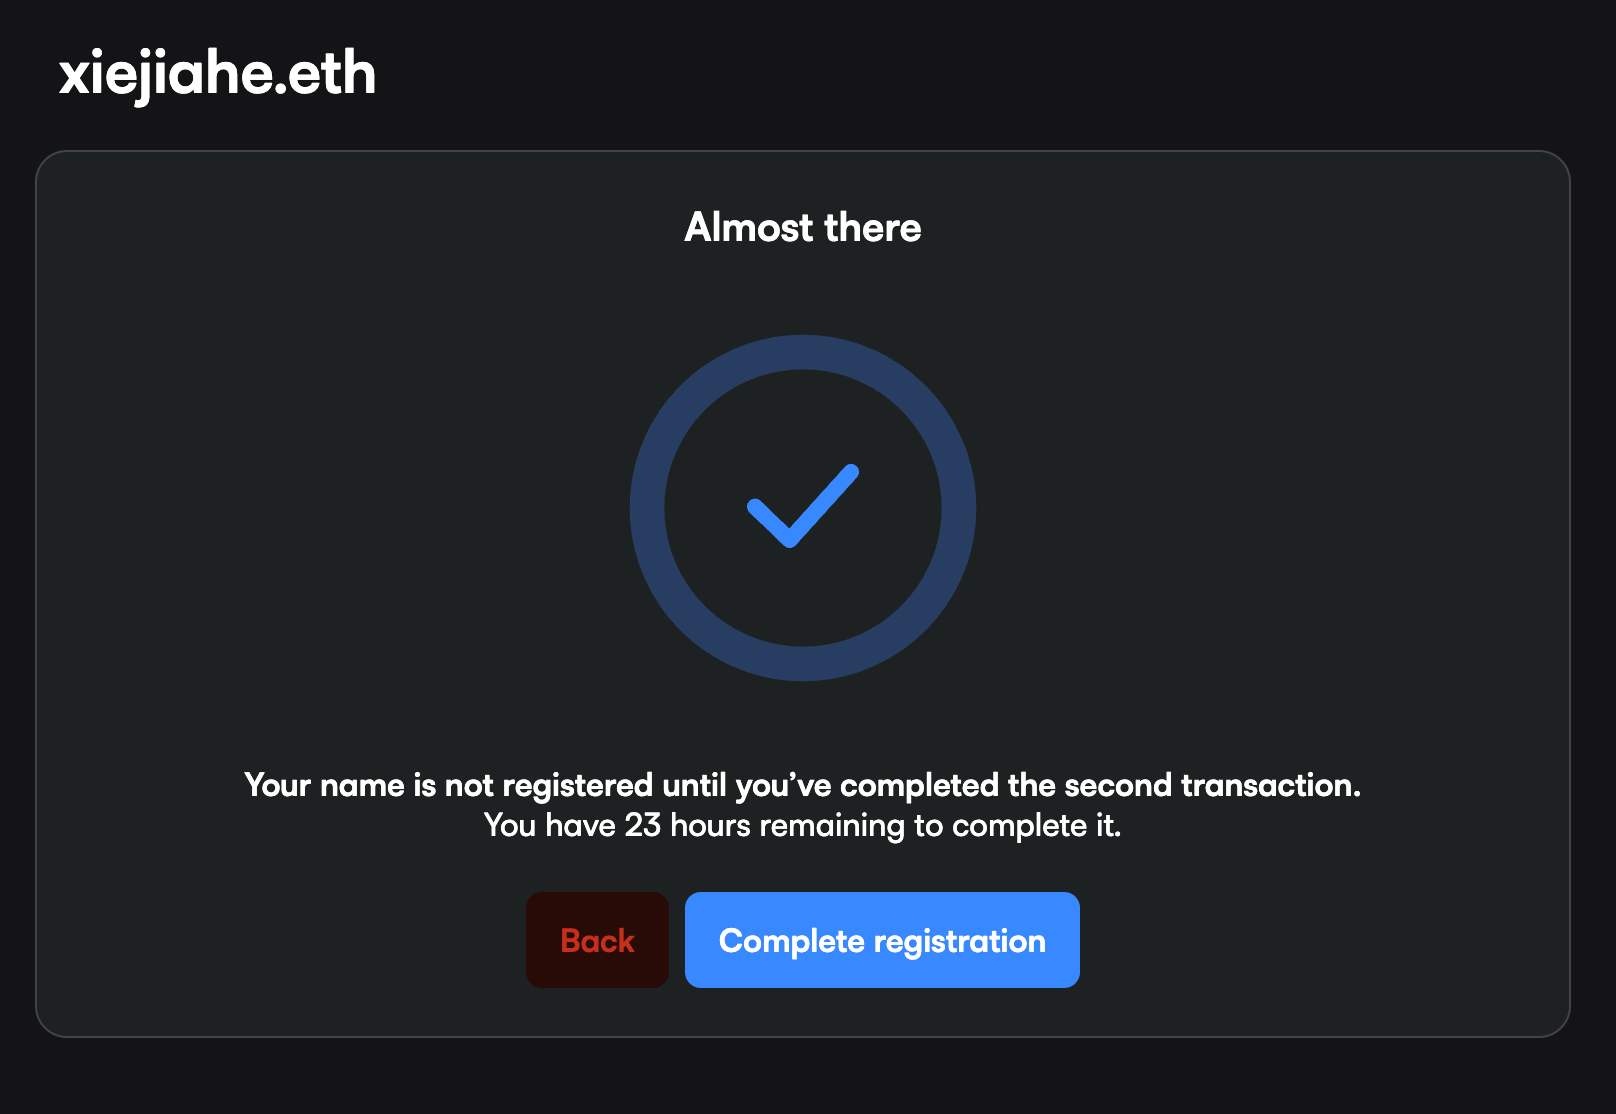 xiejiahe.eth
Almost there
Your name is not registered until you’ve completed the second transaction.
You have 23 hours remaining to complete it.
Back
Complete registration